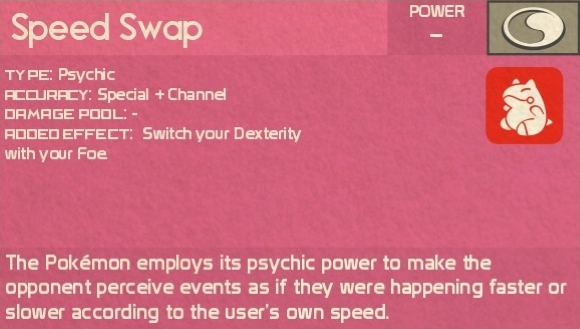 Speed Swap
POWER
–
TYPE: Psychic
ACCURACY: Special + Channel
DAMAGE POOL: -
ADDED EFFECT: Switch your Dexterity
with your Foe
The Pokémon employs its psychic power to make the
opponent perceive events as if they were happening faster or
slower according to the user's own speed.